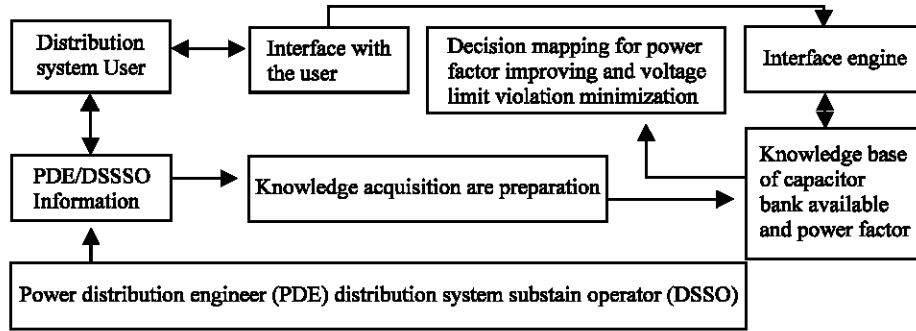 Distribution
system User
Interface with
the user
Decision mapping for power
factor improving and voltage
limit violation minimization
Interface engine
PDE/DSSSO
Information
Knowledge acquisition are preparation
Knowledge base
of capacitor
bank available
and power factor
Power distribution engineer (PDE) distribution system substain operator (DSSO)